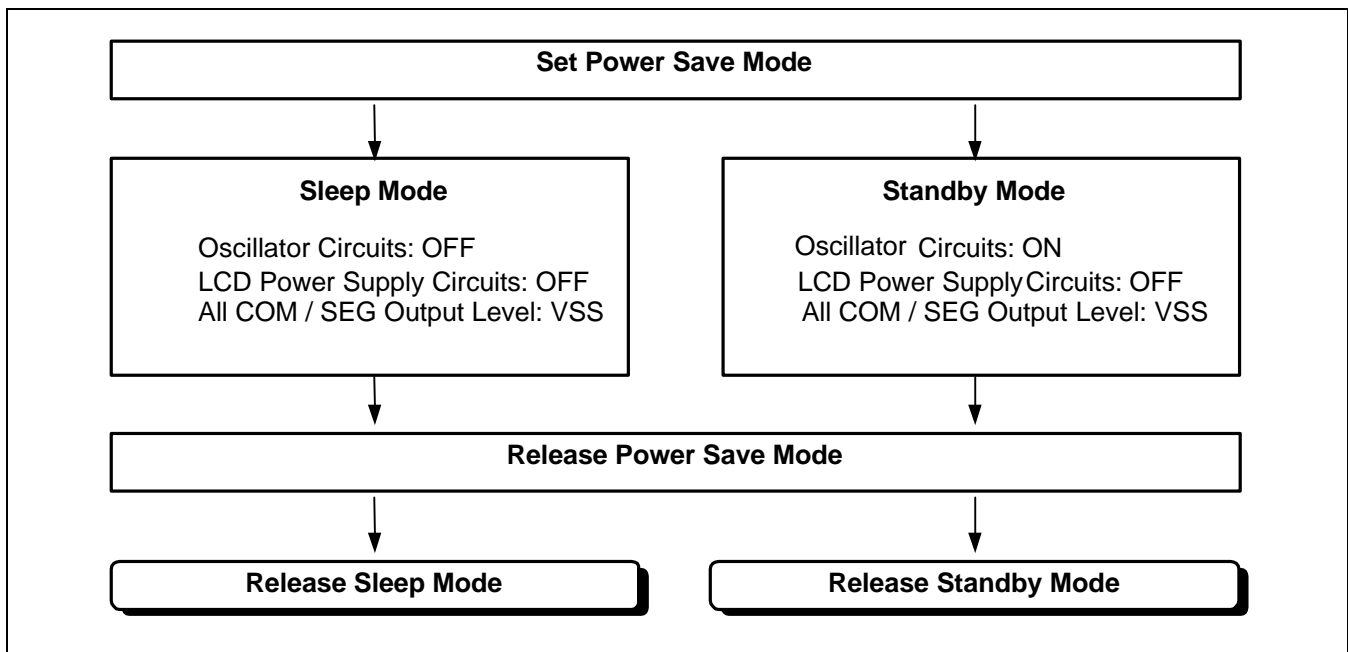 Set Power Save Mode
Sleep Mode
Oscillator Circuits: OFF
LCD Power Supply Circuits: OFF
All COM / SEG Output Level: VSS
Standby Mode
Oscillator Circuits: ON
LCD Power Supply Circuits: OFF
All COM / SEG Output Level: VSS
Release Power Save Mode
Release Sleep Mode
Release Standby Mode